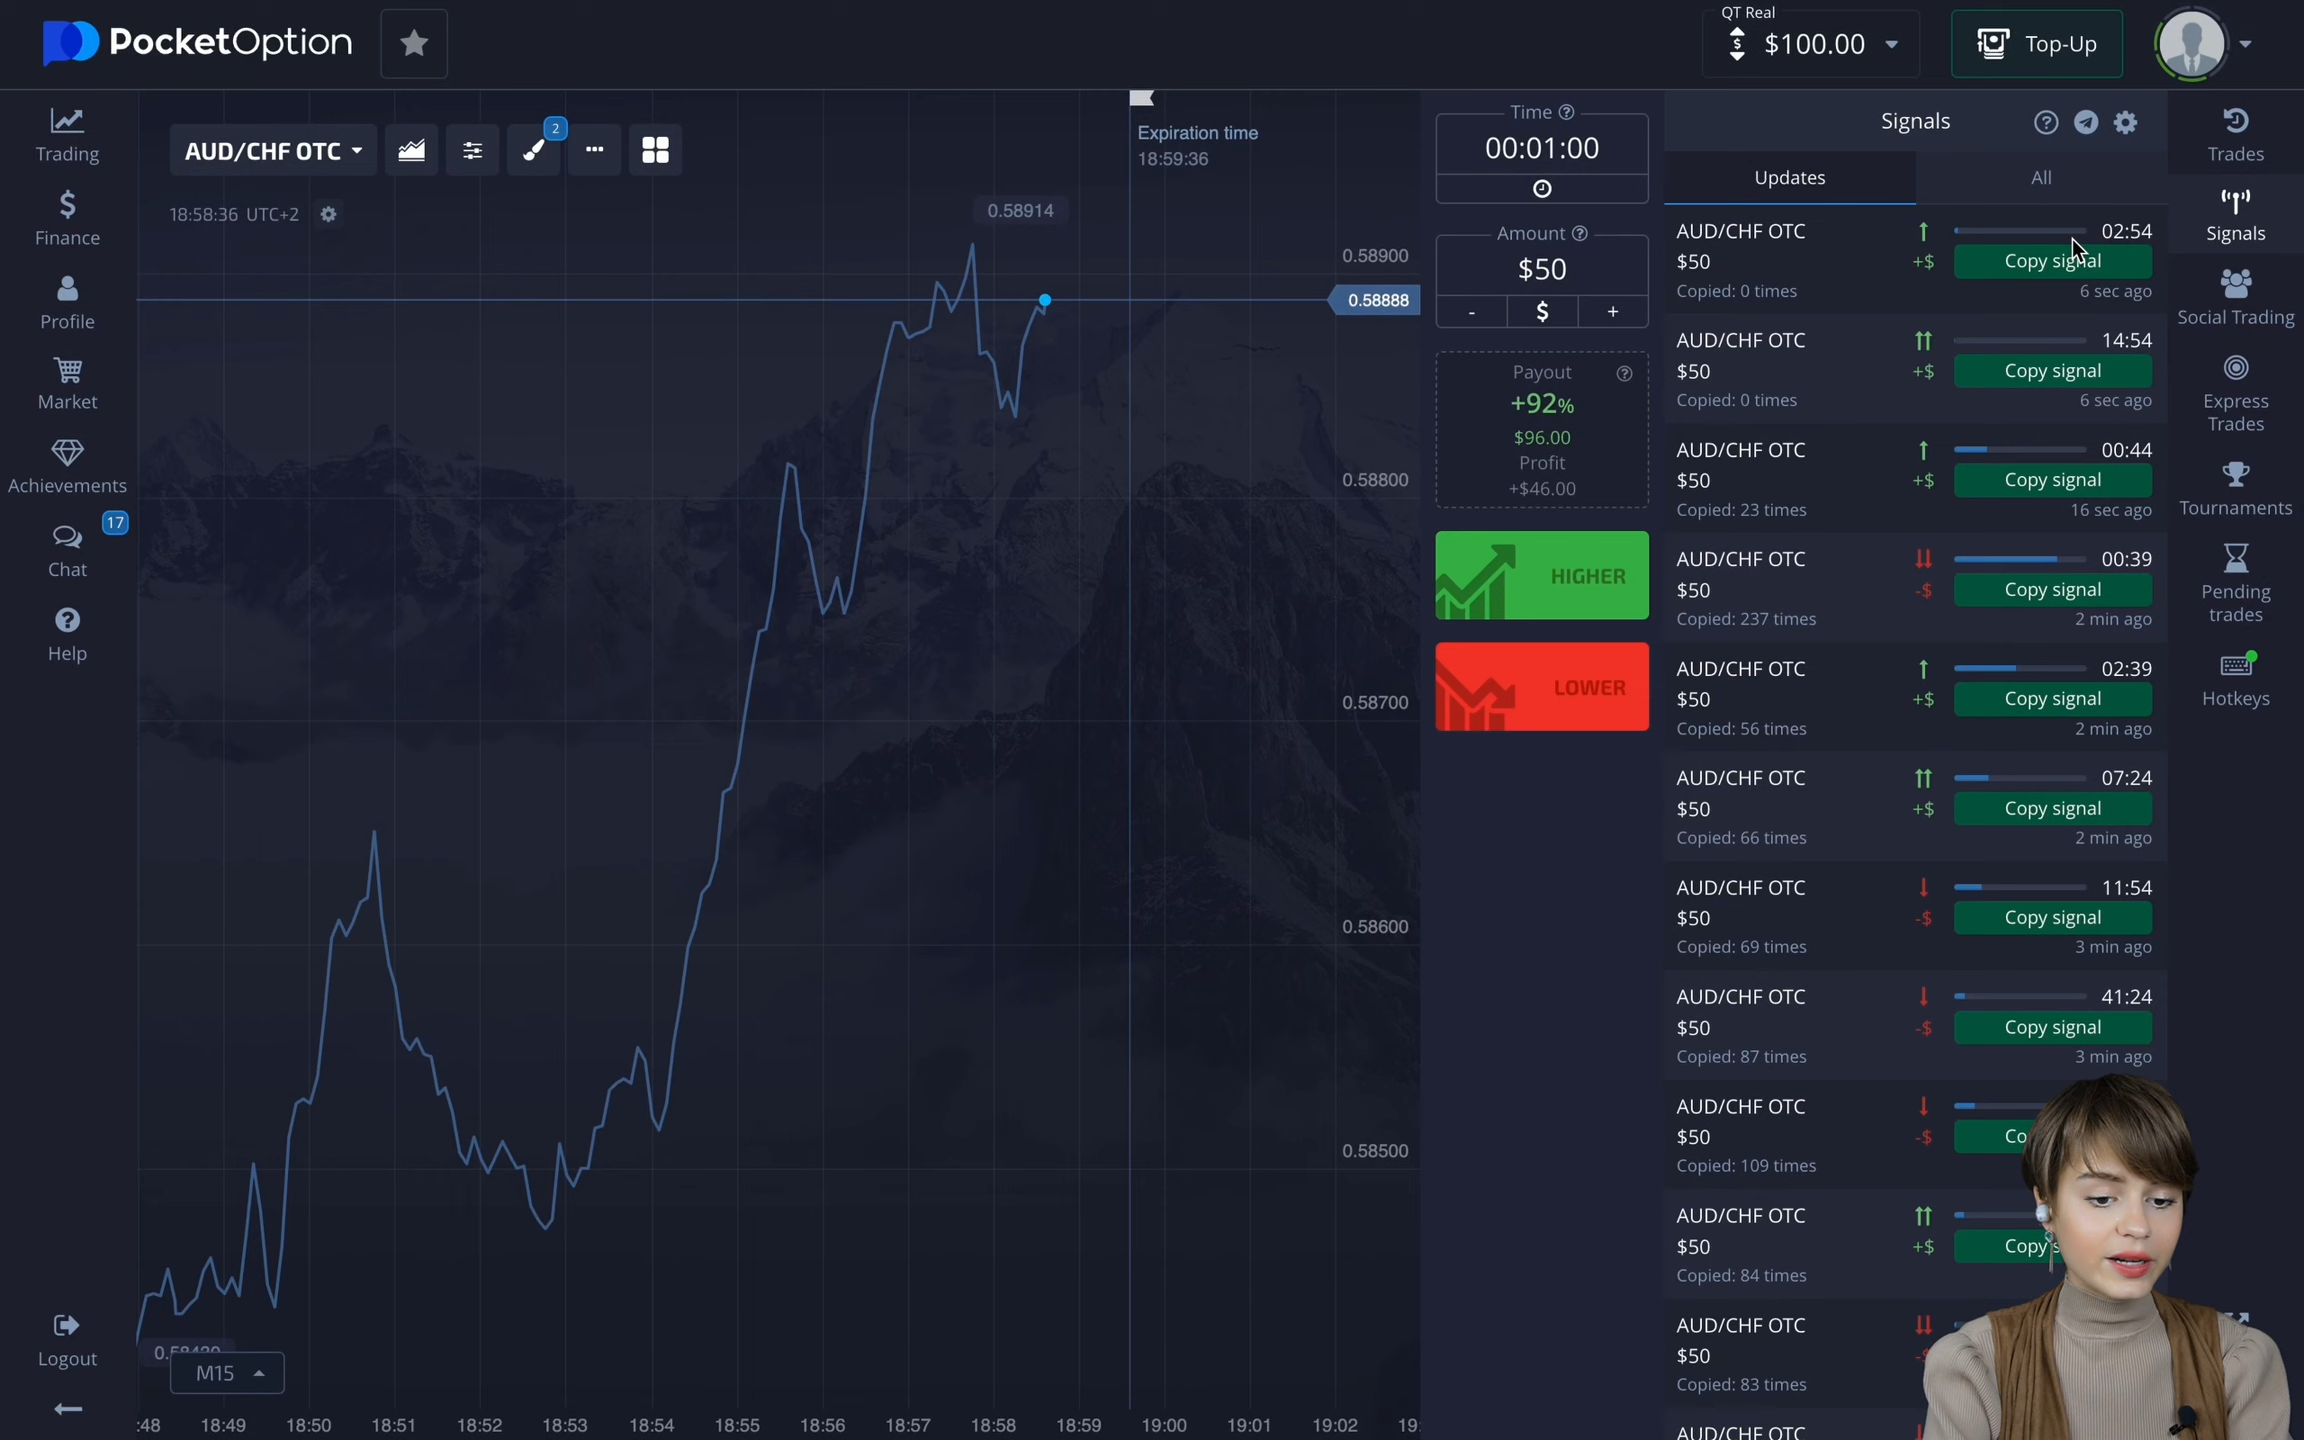 PocketOption
QT Real
$100.00
Top-Up
Trading
Finance
Profile
Market
Achievements
17
Chat
Help
Logout
AUD/CHF OTC
2
18:58:36 UTC+2
Expiration time
18:59:36
0.58914
0.58900
0.58888
0.58800
0.58700
0.58600
0.58500
M15
:48 18:49 18:50 18:51 18:52 18:53 18:54 18:55 18:56 18:57 18:58 18:59 19:00 19:01 19:02 19:
Time
00:01:00
Amount
$50
- $ +
Payout
+92%
$96.00
Profit
+$46.00
HIGHER
LOWER
Signals
Updates All
AUD/CHF OTC 02:54
$50 +$ Copy signal
Copied: 0 times 6 sec ago
AUD/CHF OTC 14:54
$50 +$ Copy signal
Copied: 0 times 6 sec ago
AUD/CHF OTC 00:44
$50 +$ Copy signal
Copied: 23 times 16 sec ago
AUD/CHF OTC 00:39
$50 -$ Copy signal
Copied: 237 times 2 min ago
AUD/CHF OTC 02:39
$50 +$ Copy signal
Copied: 56 times 2 min ago
AUD/CHF OTC 07:24
$50 +$ Copy signal
Copied: 66 times 2 min ago
AUD/CHF OTC 11:54
$50 -$ Copy signal
Copied: 69 times 3 min ago
AUD/CHF OTC 41:24
$50 -$ Copy signal
Copied: 87 times 3 min ago
AUD/CHF OTC
$50 -$ Co
Copied: 109 times
AUD/CHF OTC
$50 +$ Copy s
Copied: 84 times
AUD/CHF OTC
$50
Copied: 83 times
AUD/CHF OTC
Trades
Signals
Social Trading
Express
Trades
Tournaments
Pending
trades
Hotkeys